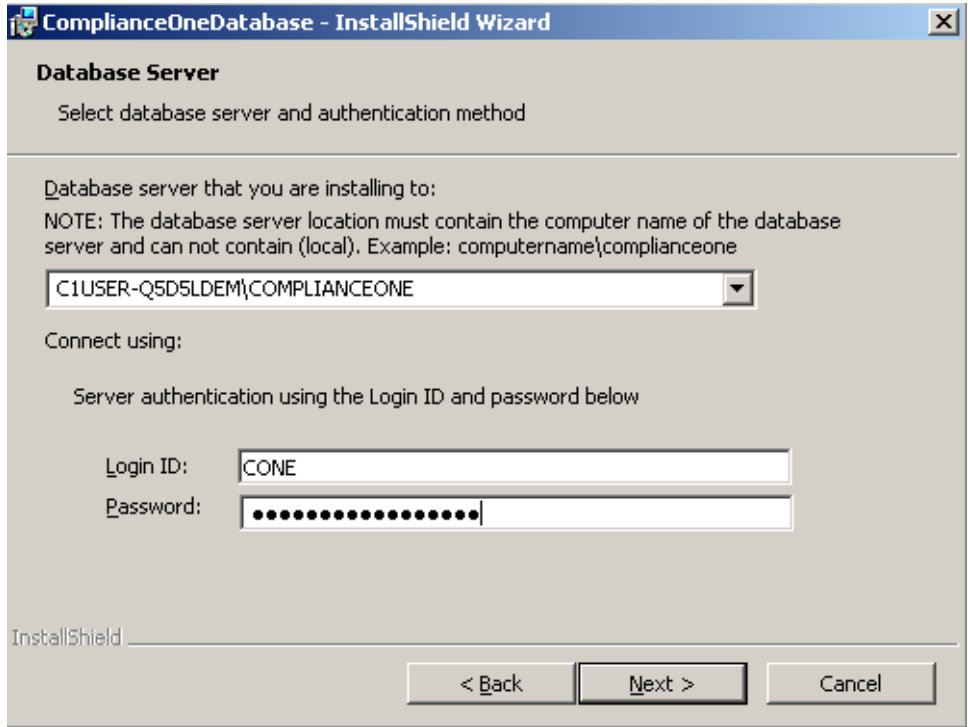 ComplianceOneDatabase - InstallShield Wizard
Database Server
Select database server and authentication method
Database server that you are installing to:
NOTE: The database server location must contain the computer name of the database
server and can not contain (local). Example: computername\complianceone
C1USER-Q5D5LDEM\COMPLIANCEONE
Connect using:
Server authentication using the Login ID and password below
Login ID:
CONE
Password:
●●●●●●●●●●●●●●●●●
InstallShield
< Back
Next >
Cancel